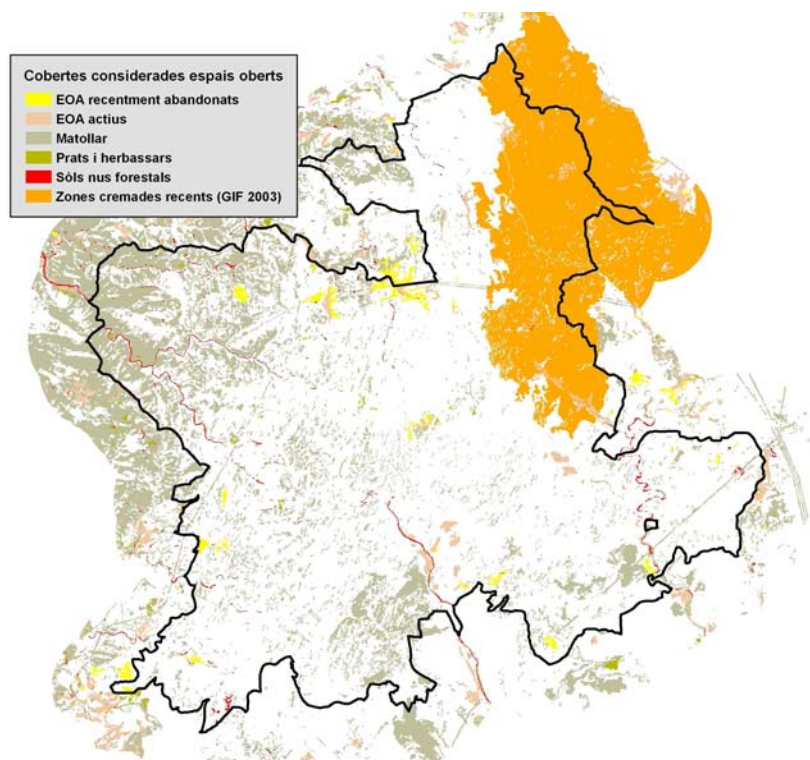 Cobertes considerades espais oberts
EOA recentment abandonats
EOA actius
Matollar
Prats i herbassars
Sòls nus forestals
Zones cremades recents (GIF 2003)